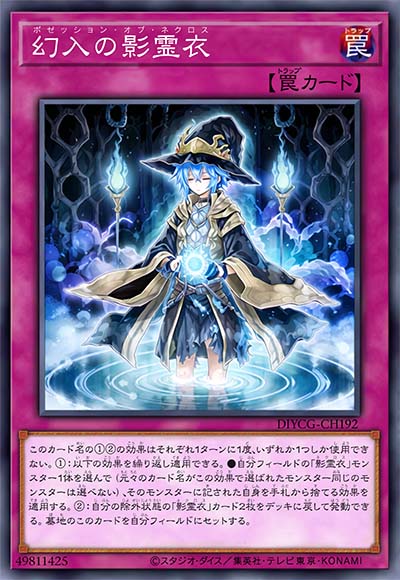 ポゼッション・オブ・ネクロス
幻入の影霊衣
トラップ
罠
【罠カード】
トラップ
DIYCG-CH192
このカード名の①②の効果はそれぞれ1ターンに1度、いずれか1つしか使用でき
ない。①：以下の効果を繰り返し適用できる。●自分フィールドの「影霊衣」モン
スター1体を選んで（元々のカード名がこの効果で選ばれたモンスター同じのモ
ンスターは選べない）、そのモンスターに記された自身を手札から捨てる効果を
適用する。②：自分の除外状態の「影霊衣」カード2枚をデッキに戻して発動でき
る。墓地のこのカードを自分フィールドにセットする。
49811425
©スタジオ・ダイス／集英社・テレビ東京・KONAMI